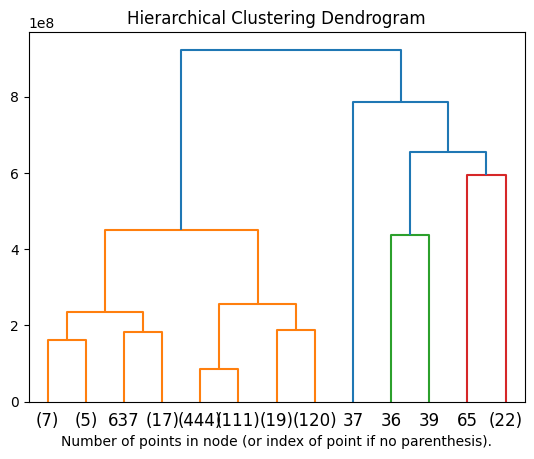 Hierarchical Clustering Dendrogram
1e8
8
6
4
2
0
(7) (5) 637 (17) (444) (111) (19) (120) 37 36 39 65 (22)
Number of points in node (or index of point if no parenthesis).